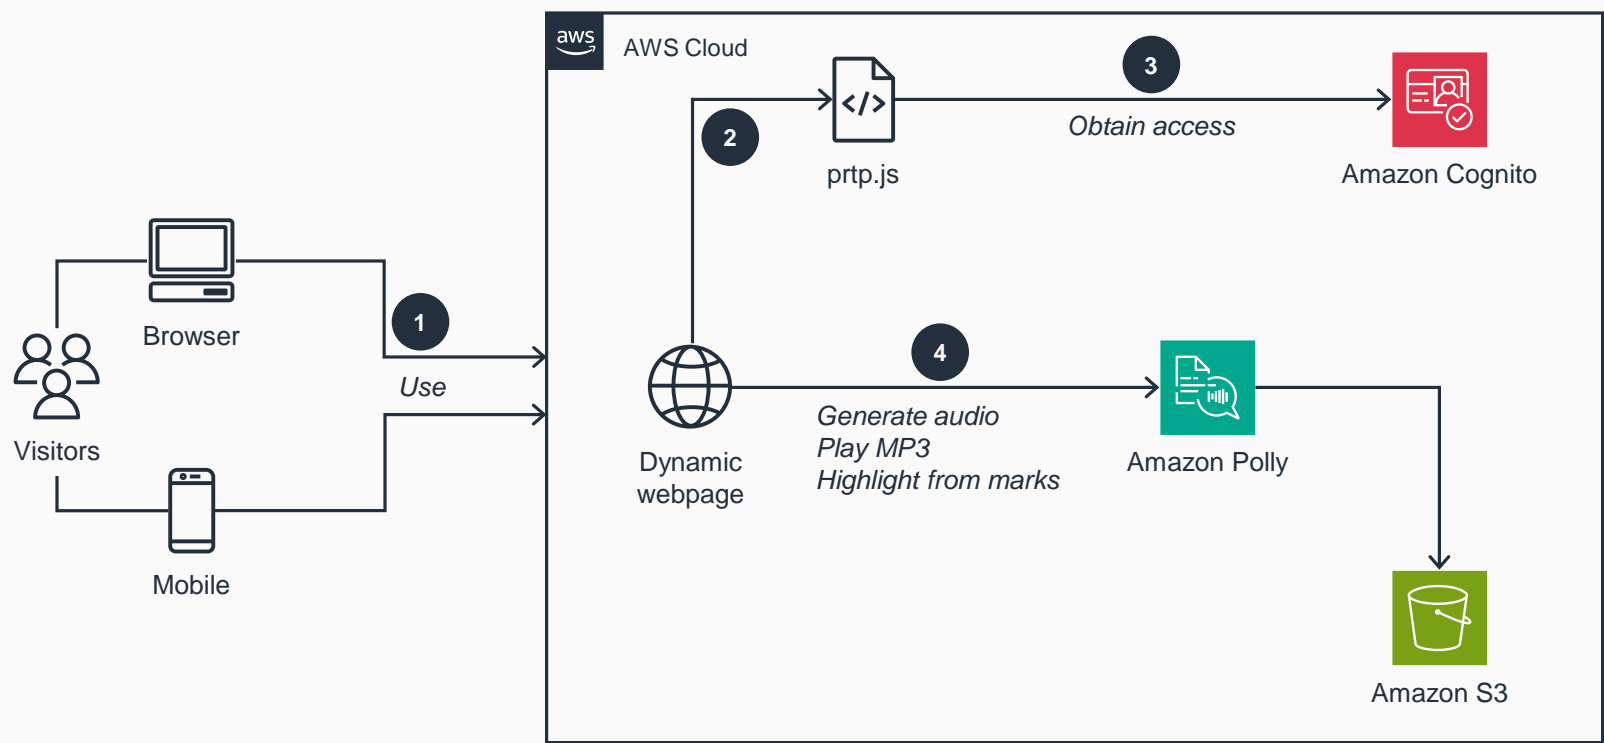 aws
AWS Cloud
3
2
Obtain access
prtp.js
Amazon Cognito
Browser
1
Use
Visitors
Mobile
4
Generate audio
Play MP3
Highlight from marks
Dynamic
webpage
Amazon Polly
Amazon S3